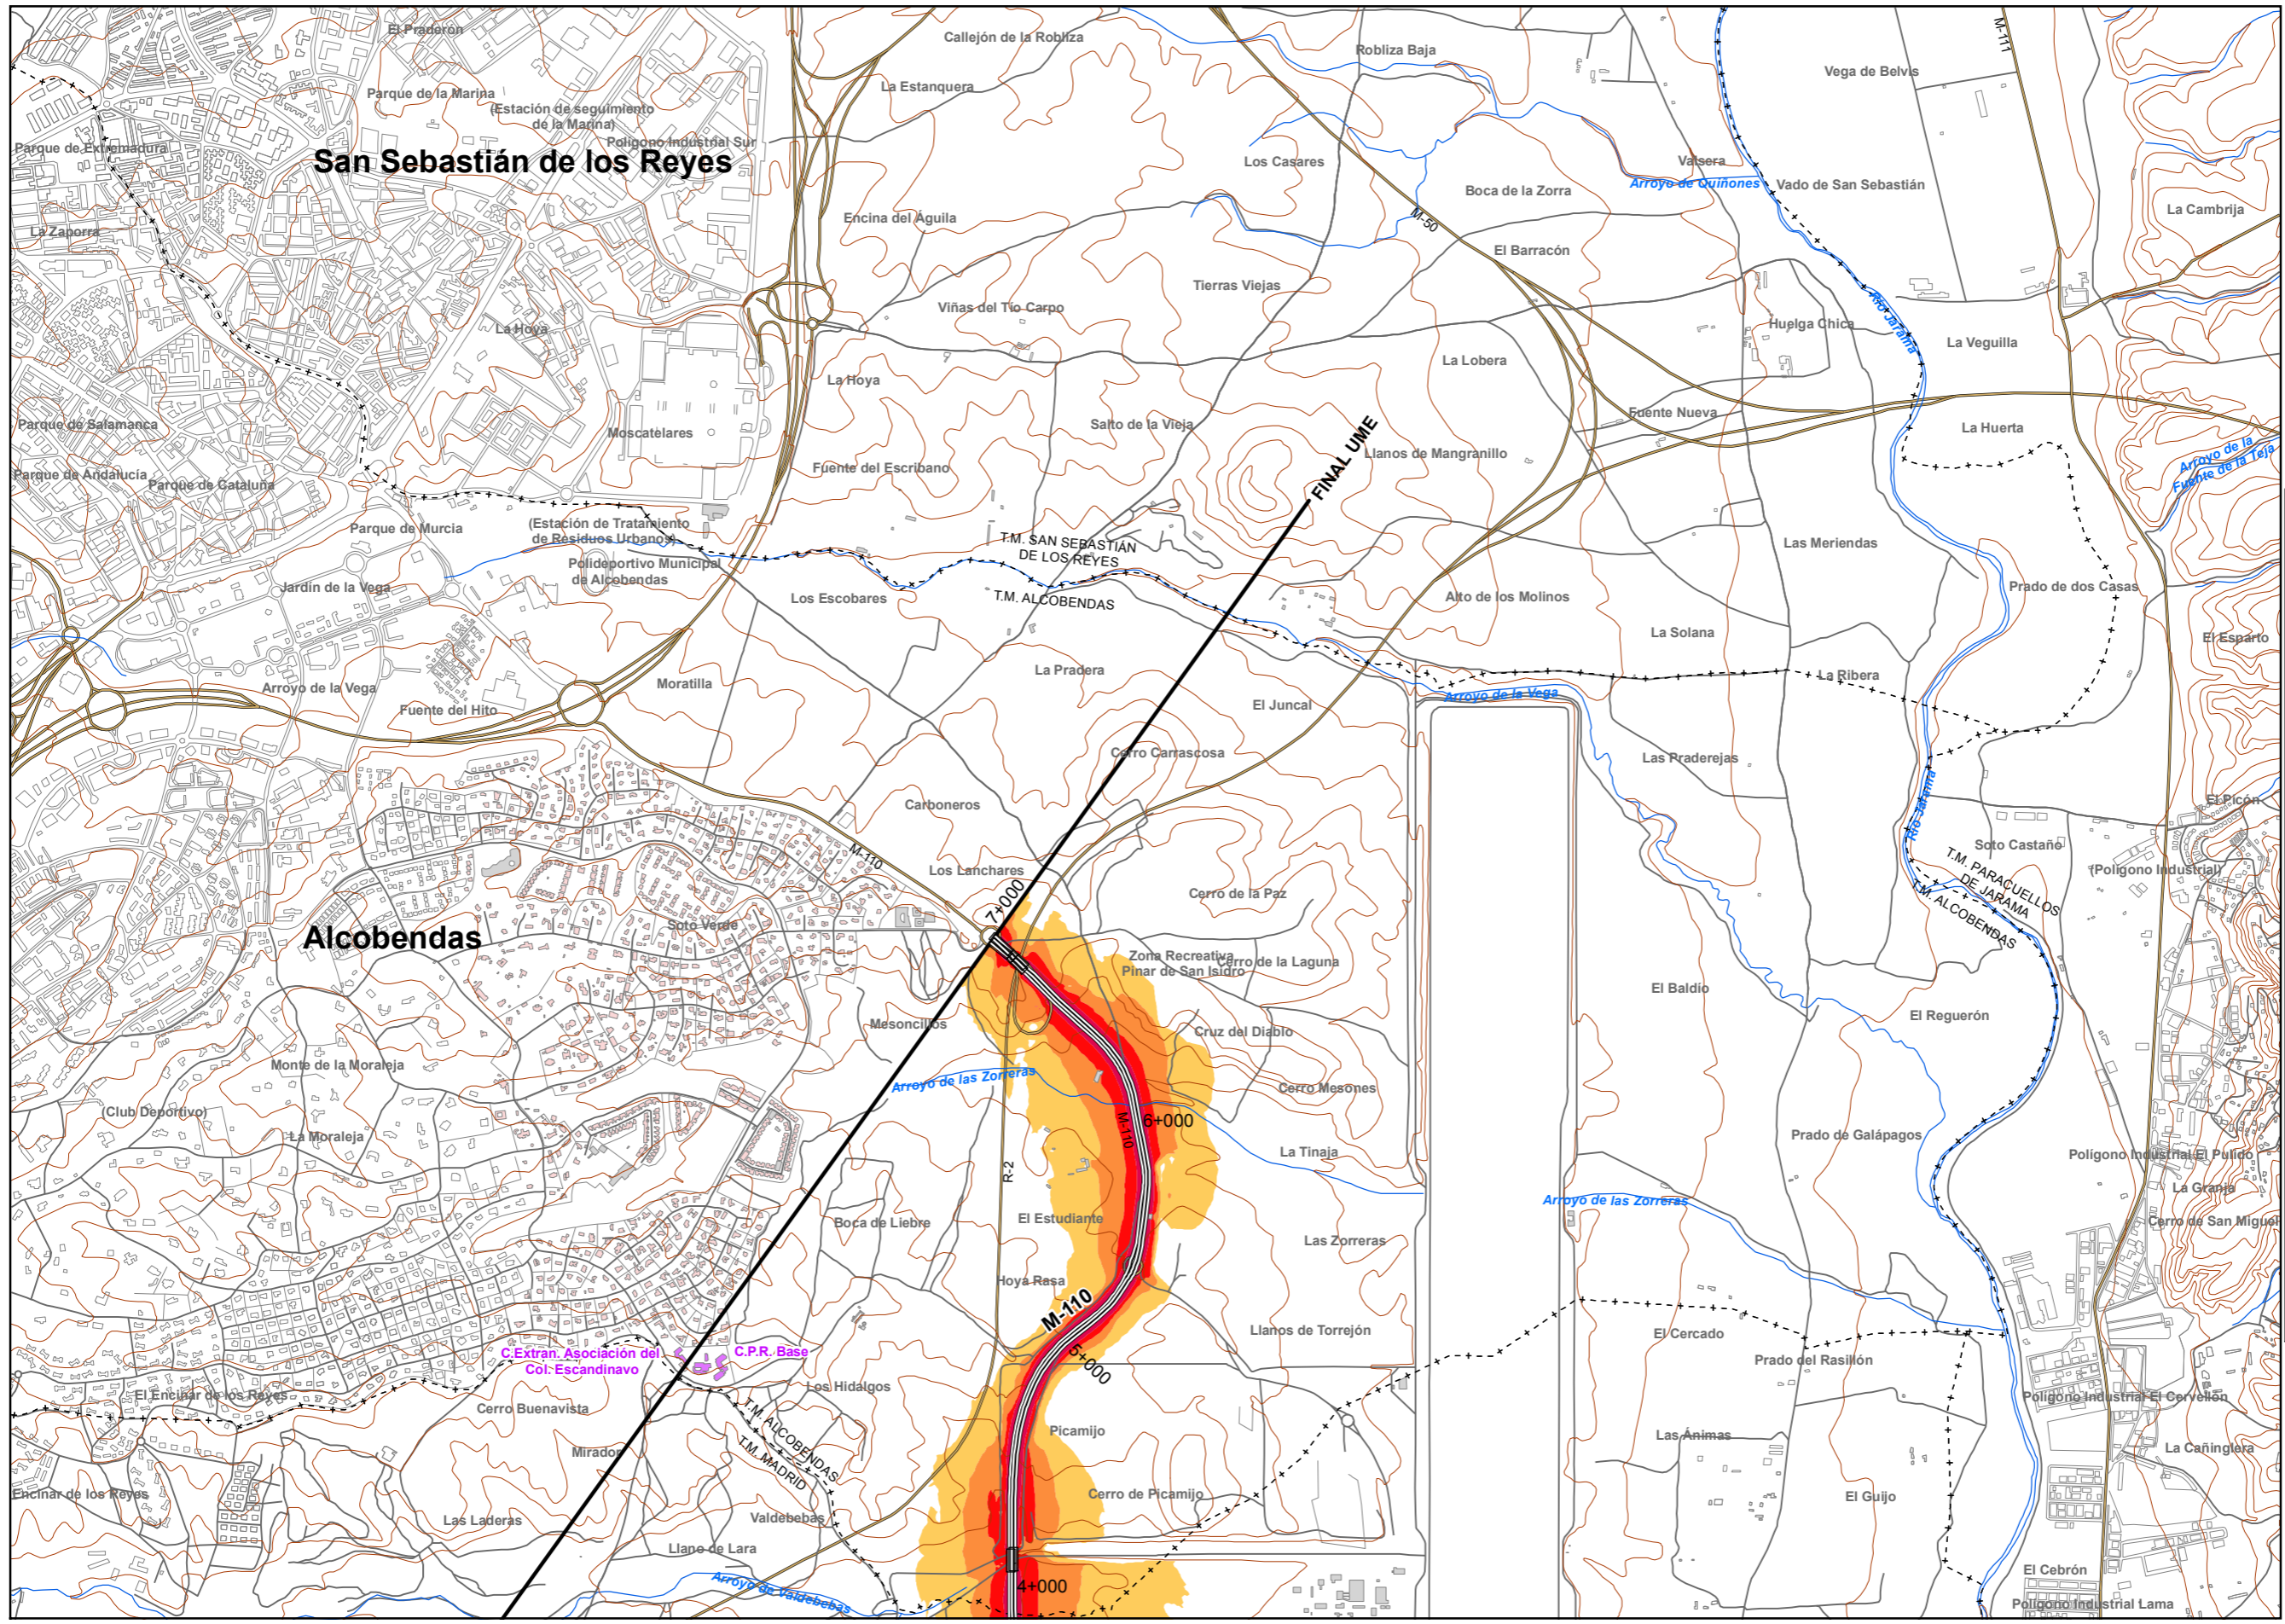 El Praderón
Callejón de la Robliza
Robliza Baja
M-111
Vega de Belvis
Parque de la Marina
La Estanquera
(Estación de seguimiento
de la Marina)
Parque de Extremadura
Polígono Industrial Sur
San Sebastián de los Reyes
Los Casares
Valsera
Boca de la Zorra
Arroyo de Quiñones
Vado de San Sebastián
La Cambrija
Encina del Águila
M-50
La Zaporra
El Barracón
Tierras Viejas
Viñas del Tío Carpo
La Hoya
Río Jarama
Huelga Chica
La Veguilla
La Lobera
La Hoya
Fuente Nueva
Parque de Salamanca
Moscatelares
Salto de la Vieja
La Huerta
FINAL UME
Llanos de Mangranillo
Arroyo de la
Fuente de la Teja
Fuente del Escribano
Parque de Andalucía
Parque de Cataluña
Parque de Murcia
(Estación de Tratamiento
de Residuos Urbanos)
T.M. SAN SEBASTIÁN
DE LOS REYES
Las Meriendas
Polideportivo Municipal
de Alcobendas
Jardín de la Vega
Prado de dos Casas
Los Escobares
T.M. ALCOBENDAS
Alto de los Molinos
La Solana
El Esparto
La Pradera
La Ribera
Moratilla
Arroyo de la Vega
Arroyo de la Vega
Fuente del Hito
El Juncal
Cerro Carrascosa
Las Praderejas
Río Jarama
El Picón
Carboneros
Soto Castaño
M-110
Los Lanchares
T.M. PARACUELLOS
DE JARAMA
T.M. ALCOBENDAS
(Polígono Industrial)
7+000
Cerro de la Paz
Soto Verde
Alcobendas
Zona Recreativa
Pinar de San Isidro
Cerro de la Laguna
El Baldío
El Reguerón
Mesoncillos
Cruz del Diablo
Monte de la Moraleja
Arroyo de las Zorreras
Cerro Mesones
(Club Deportivo)
M-110
6+000
La Moraleja
Prado de Galápagos
La Tinaja
Polígono Industrial El Pulido
R-2
La Granja
Arroyo de las Zorreras
Boca de Liebre
El Estudiante
Cerro de San Miguel
Las Zorreras
Hoya Rasa
M-110
Llanos de Torrejón
El Cercado
C.Extran. Asociación del
Col. Escandinavo
C.P.R. Base
5+000
Prado del Rasillón
Los Hidalgos
El Encinar de los Reyes
Cerro Buenavista
Polígono Industrial El Cervellón
T.M. ALCOBENDAS
T.M. MADRID
Picamijo
Las Ánimas
Mirador
La Cañinglera
Encinar de los Reyes
Cerro de Picamijo
El Guijo
Las Laderas
Valdebebas
Llano de Lara
Arroyo de Valdebebas
4+000
El Cebrón
Polígono Industrial Lama